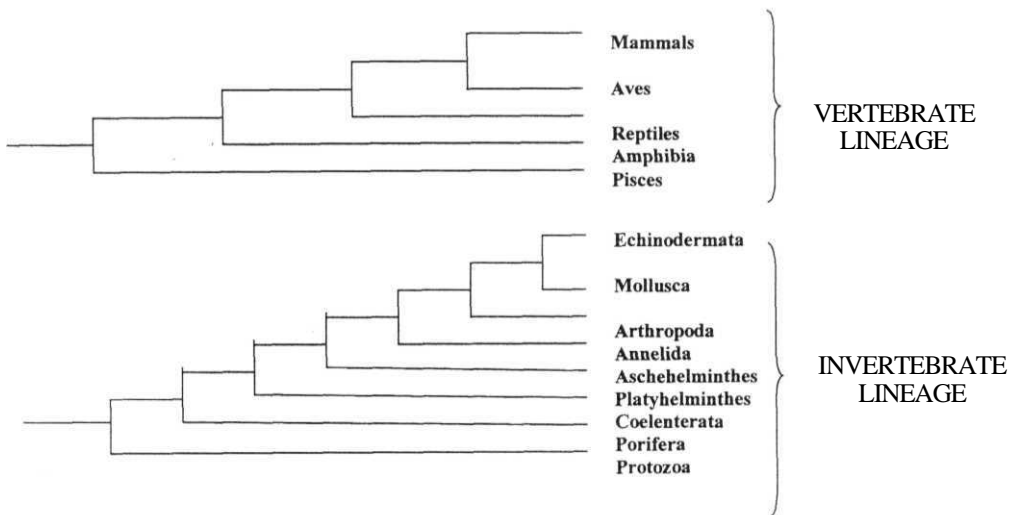 Mammals
Aves
Reptiles
Amphibia
Pisces
VERTEBRATE
LINEAGE
Echinodermata
Mollusca
Arthropoda
Annelida
Aschehelminthes
Platyhelminthes
Coelenterata
Porifera
Protozoa
INVERTEBRATE
LINEAGE